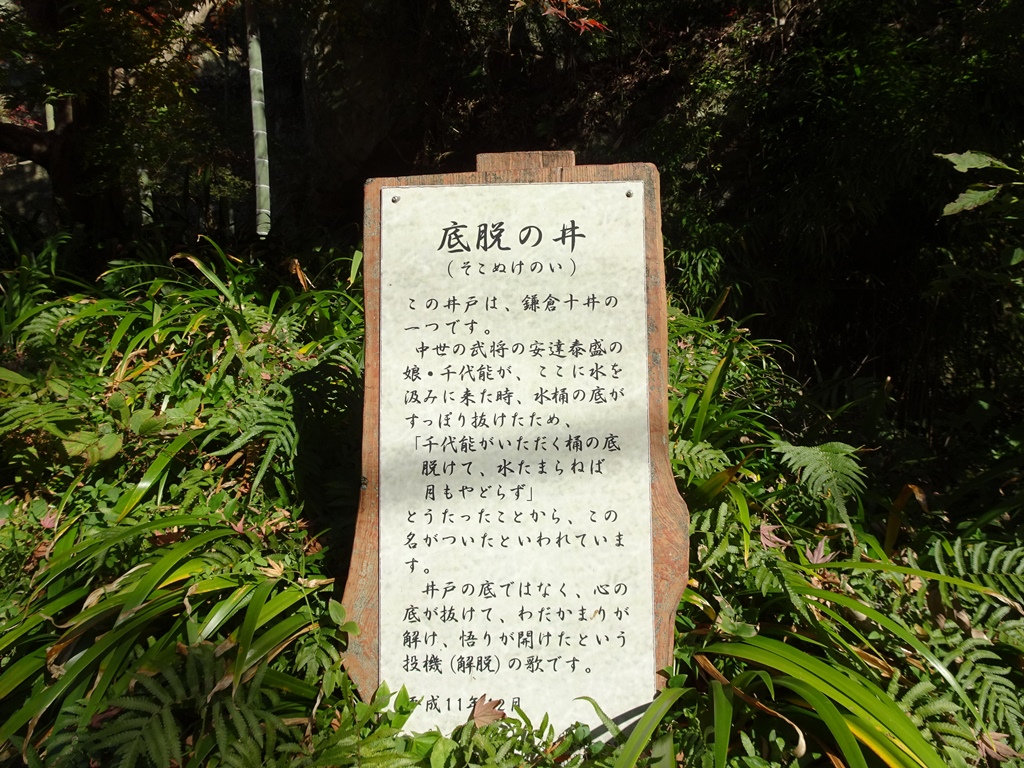 底脱の井
（そこぬけのい）
この井戸は、鎌倉十井の
一つです。
中世の武将の安達泰盛の
娘・千代能が、ここに水を
汲みに来た時、水桶の底が
すっぽり抜けたため、
「千代能がいただく桶の底
脱けて、水たまらねば
月もやどらず」
とうたったことから、この
名がついたといわれていま
す。
井戸の底ではなく、心の
底が抜けて、わだかまりが
解け、悟りが開けたという
投機（解脱）の歌です。
平成11年 2月